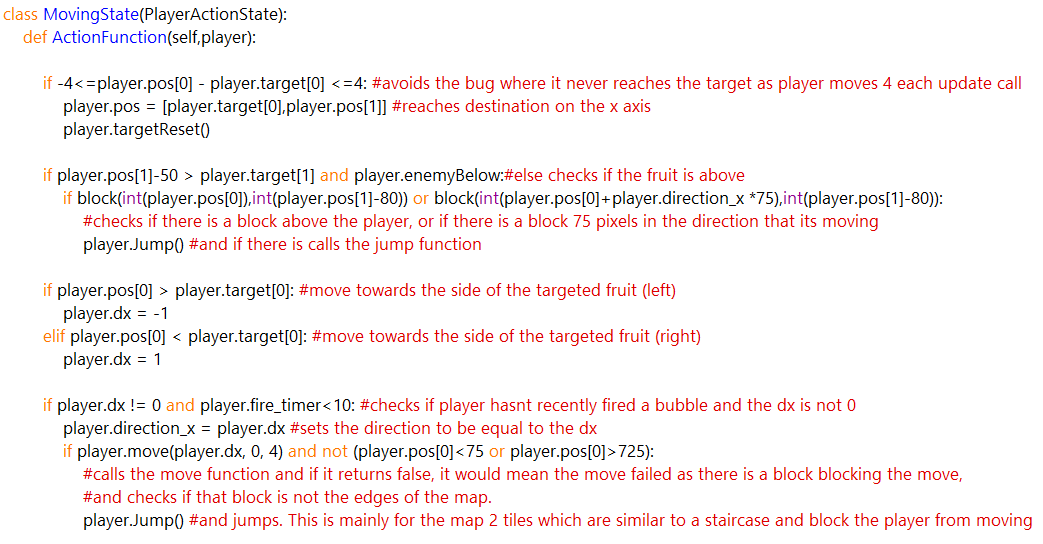 class MovingState(PlayerActionState):
def ActionFunction(self,player):
if -4<=player.pos[0] - player.target[0] <=4: #avoids the bug where it never reaches the target as player moves 4 each update call
player.pos = [player.target[0],player.pos[1]] #reaches destination on the x axis
player.targetReset()
if player.pos[1]-50 > player.target[1] and player.enemyBelow:#else checks if the fruit is above
if block(int(player.pos[0]),int(player.pos[1]-80)) or block(int(player.pos[0]+player.direction_x *75),int(player.pos[1]-80)):
#checks if there is a block above the player, or if there is a block 75 pixels in the direction that its moving
player.Jump() #and if there is calls the jump function
if player.pos[0] > player.target[0]: #move towards the side of the targeted fruit (left)
player.dx = -1
elif player.pos[0] < player.target[0]: #move towards the side of the targeted fruit (right)
player.dx = 1
if player.dx != 0 and player.fire_timer<10: #checks if player hasnt recently fired a bubble and the dx is not 0
player.direction_x = player.dx #sets the direction to be equal to the dx
if player.move(player.dx, 0, 4) and not (player.pos[0]<75 or player.pos[0]>725):
#calls the move function and if it returns false, it would mean the move failed as there is a block blocking the move,
#and checks if that block is not the edges of the map.
player.Jump() #and jumps. This is mainly for the map 2 tiles which are similar to a staircase and block the player from moving